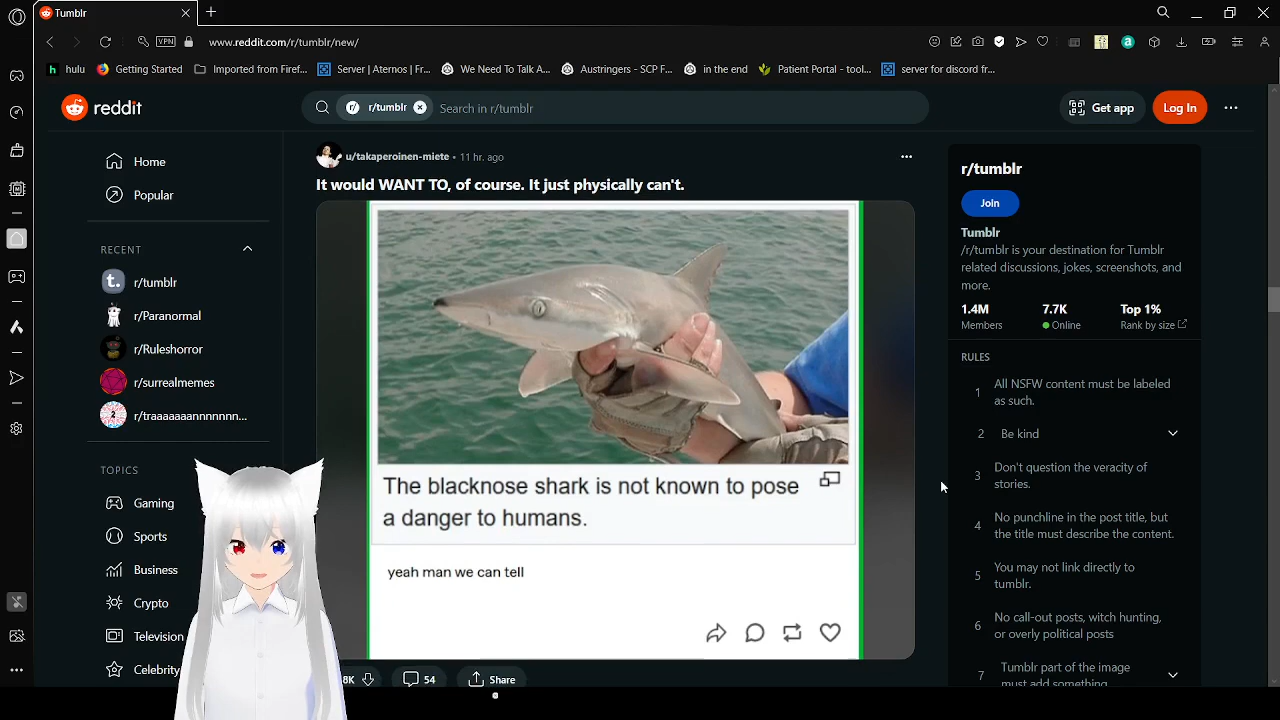 Tumblr
VPN
www.reddit.com/r/tumblr/new/
hulu
Getting Started
Imported from Firef...
Server | Aternos | Fr...
We Need To Talk A...
Austringers - SCP F...
in the end
Patient Portal - tool...
server for discord fr...
reddit
r/tumblr
Search in r/tumblr
Get app
Log In
Home
Popular
RECENT
r/tumblr
r/Paranormal
r/Ruleshorror
r/surrealmemes
r/traaaaaaannnnnnn...
TOPICS
Gaming
Sports
Business
Crypto
Television
Celebrity
u/takaperoinen-miete • 11 hr. ago
It would WANT TO, of course. It just physically can't.
The blacknose shark is not known to pose
a danger to humans.
yeah man we can tell
54
Share
r/tumblr
Join
Tumblr
/r/tumblr is your destination for Tumblr
related discussions, jokes, screenshots, and
more.
1.4M 7.7K Top 1%
Members Online Rank by size
RULES
1 All NSFW content must be labeled
as such.
2 Be kind
3 Don't question the veracity of
stories.
4 No punchline in the post title, but
the title must describe the content.
5 You may not link directly to
tumblr.
6 No call-out posts, witch hunting,
or overly political posts
7 Tumblr part of the image
must add something